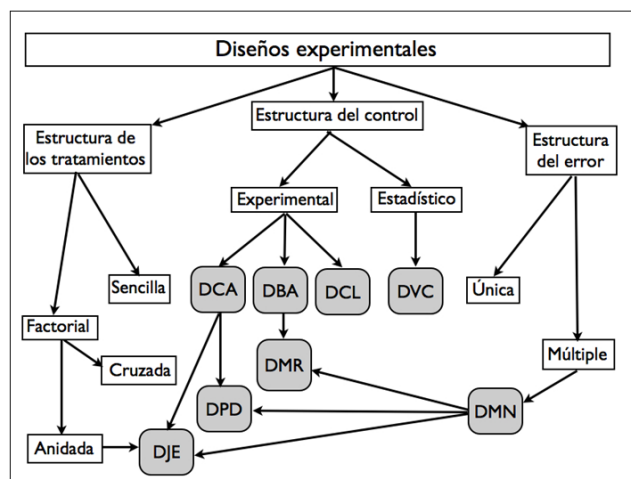 Diseños experimentales
Estructura de
los tratamientos
Estructura del control
Estructura
del error
Experimental
Estadístico
Sencilla
DCA
DBA
DCL
DVC
Única
Factorial
Cruzada
DMR
Múltiple
DPD
DMN
Anidada
DJE